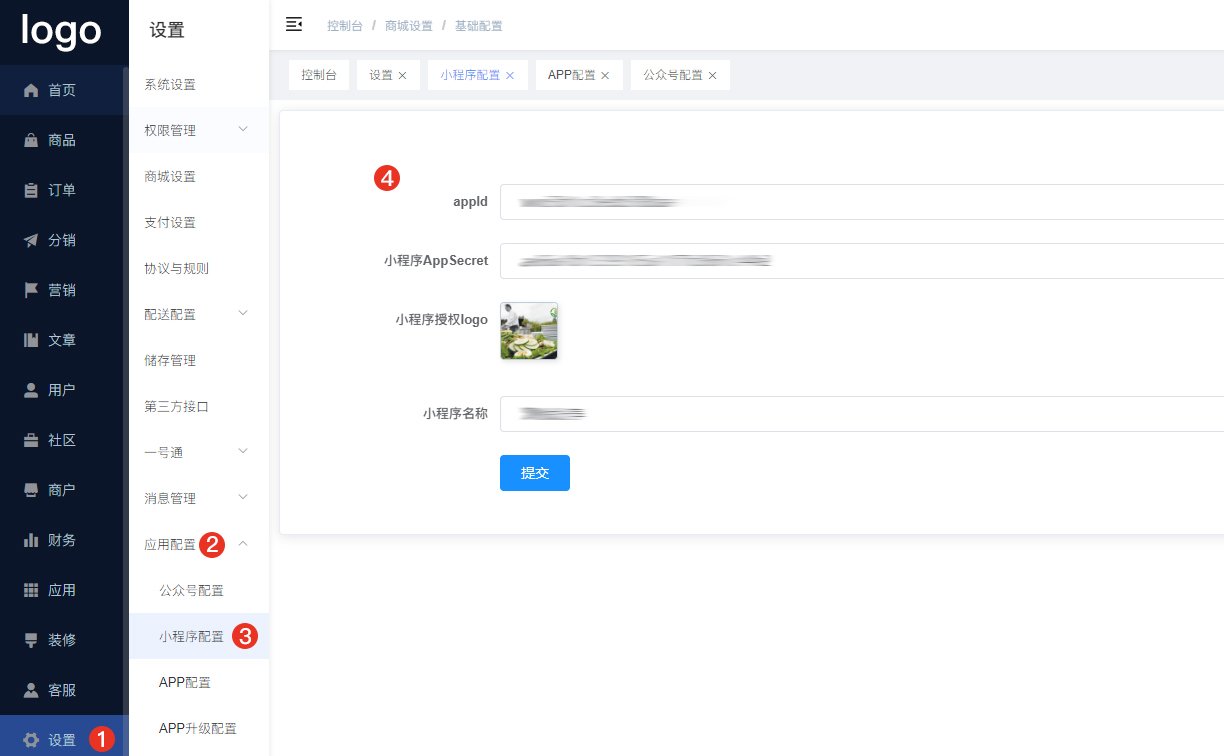 logo
首页
商品
订单
分销
营销
文章
用户
社区
商户
财务
应用
装修
客服
设置 1
设置
系统设置
权限管理
商城设置
支付设置
协议与规则
配送配置
储存管理
第三方接口
一号通
消息管理
应用配置 2
公众号配置
小程序配置 3
APP配置
APP升级配置
控制台 / 商城设置 / 基础配置
控制台 设置 × 小程序配置 × APP配置 × 公众号配置 ×
4
appId
小程序AppSecret
小程序授权logo
小程序名称
提交